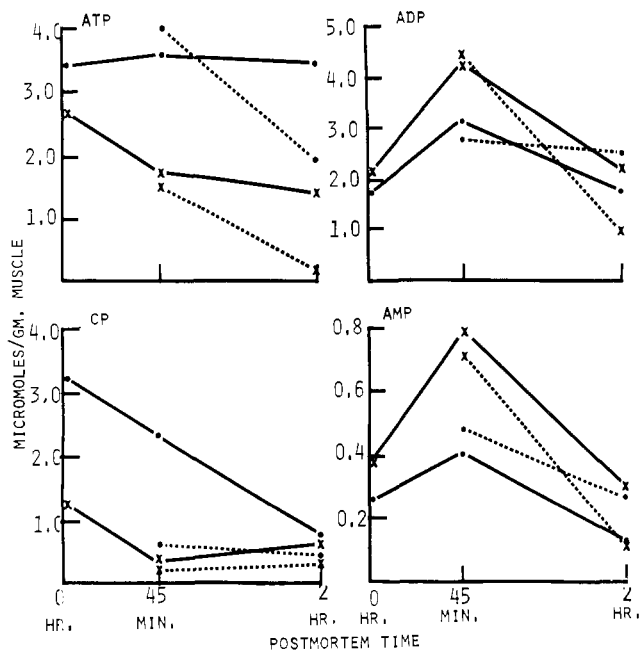 ATP
ADP
4.0
3.0
2.0
1.0
5.0
4.0
3.0
2.0
1.0
MICROMOLES/GM. MUSCLE
CP
AMP
4.0
3.0
2.0
1.0
0.8
0.6
0.4
0.2
0 45 2
HR. MIN. HR.
0 45 2
HR. MIN. HR.
POSTMORTEM TIME